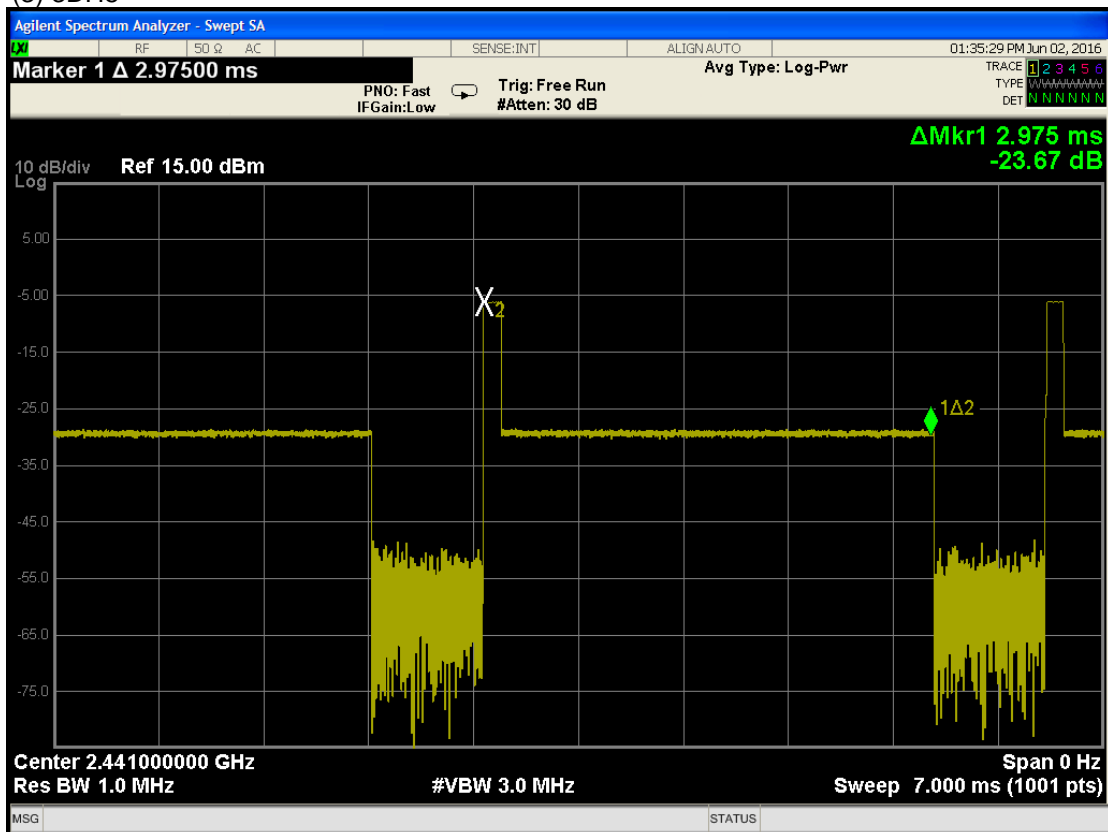 Agilent Spectrum Analyzer - Swept SA
LXI RF 50 Ω AC SENSE:INT ALIGN AUTO 01:35:29 PM Jun 02, 2016
Marker 1 Δ 2.97500 ms
PNO: Fast
IFGain:Low
Trig: Free Run
#Atten: 30 dB
Avg Type: Log-Pwr
TRACE 1 2 3 4 5 6
TYPE
DET N N N N N N
ΔMkr1 2.975 ms
-23.67 dB
10 dB/div Ref 15.00 dBm
Log
5.00
-5.00
X2
-15.0
-25.0
1Δ2
-35.0
-45.0
-55.0
-65.0
-75.0
Center 2.441000000 GHz Span 0 Hz
Res BW 1.0 MHz #VBW 3.0 MHz Sweep 7.000 ms (1001 pts)
MSG STATUS